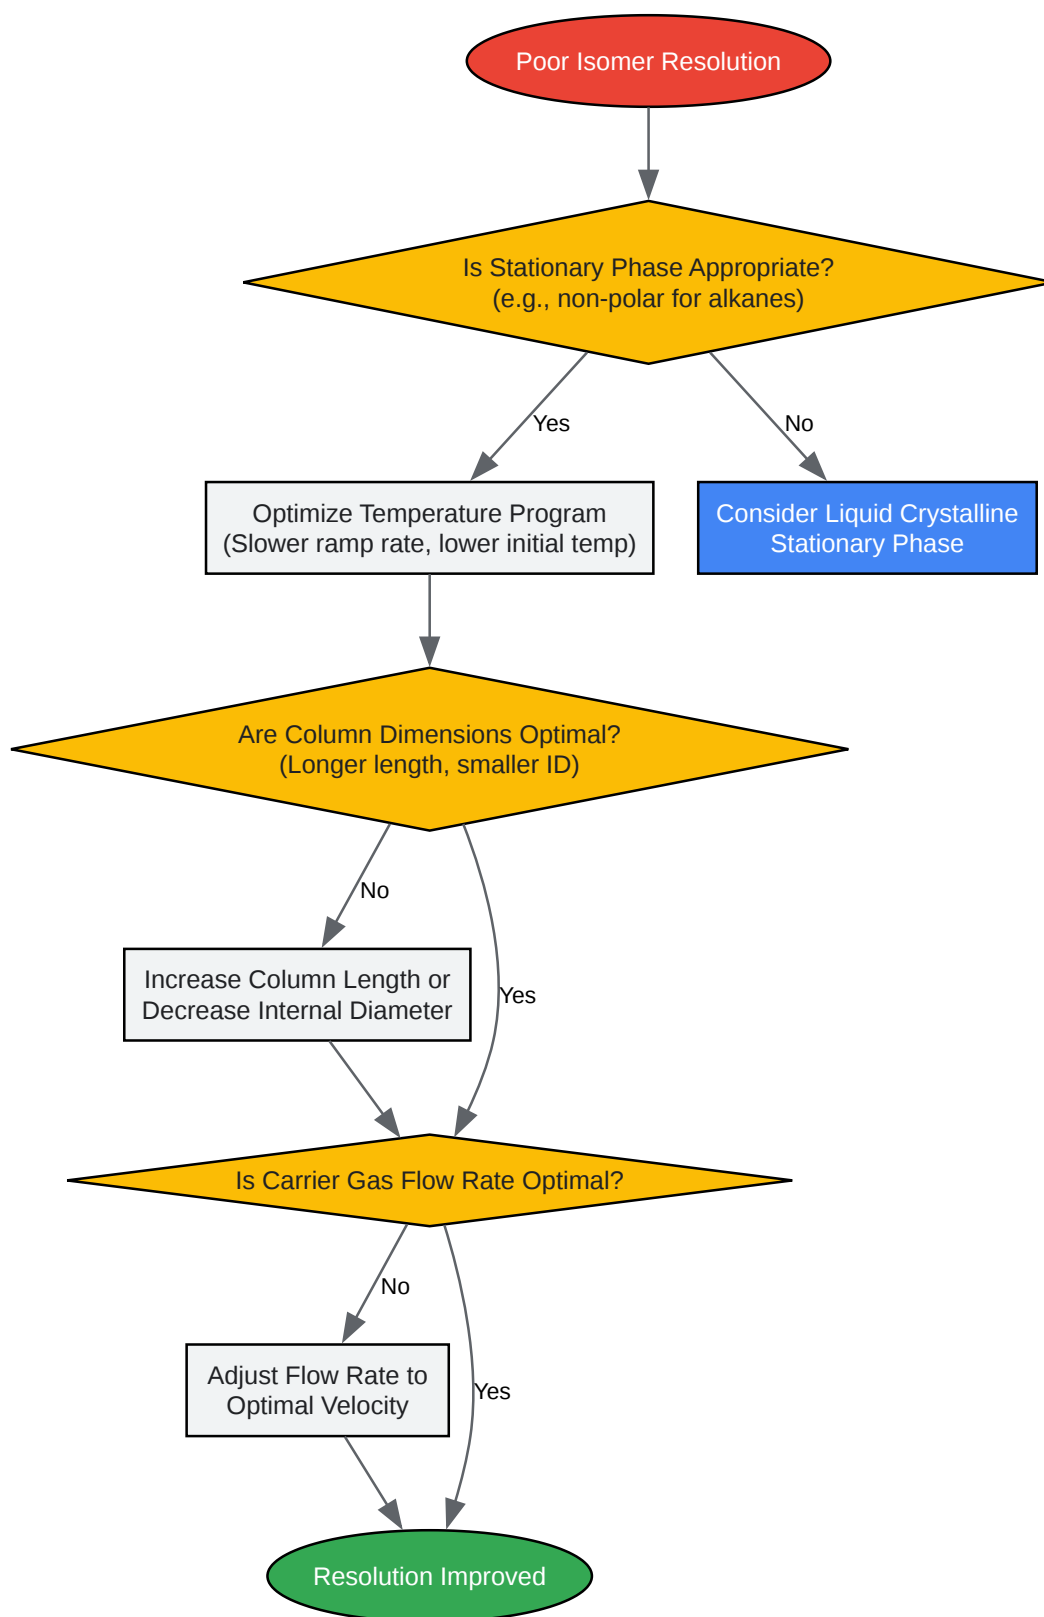 Poor Isomer Resolution
Is Stationary Phase Appropriate?
(e.g., non-polar for alkanes)
Yes
No
Optimize Temperature Program
(Slower ramp rate, lower initial temp)
Consider Liquid Crystalline
Stationary Phase
Are Column Dimensions Optimal?
(Longer length, smaller ID)
No
Increase Column Length or
Decrease Internal Diameter
Yes
Is Carrier Gas Flow Rate Optimal?
No
Adjust Flow Rate to
Optimal Velocity
Yes
Resolution Improved